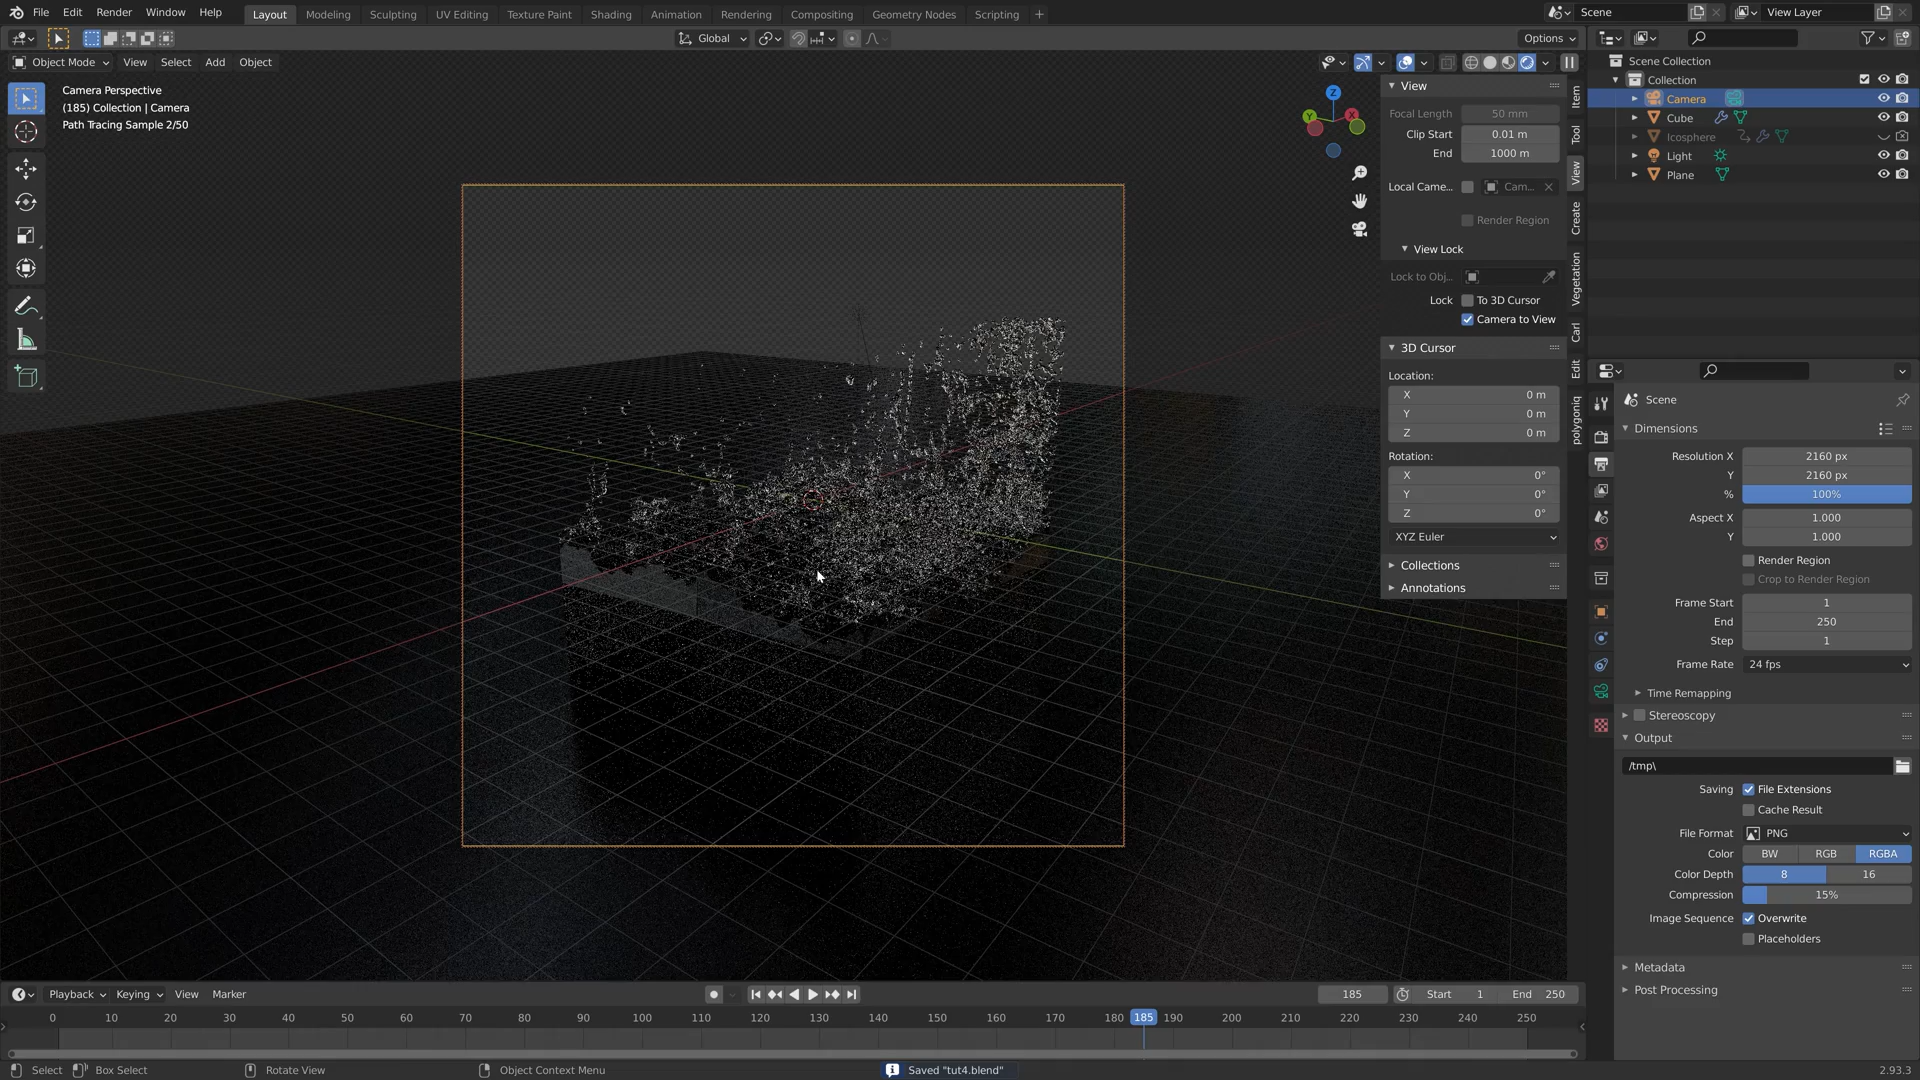 File Edit Render Window Help Layout Modeling Sculpting UV Editing Texture Paint Shading Animation Rendering Compositing Geometry Nodes Scripting + Scene View Layer
Global Options
Object Mode View Select Add Object
Camera Perspective
(185) Collection | Camera
Path Tracing Sample 2/50
Z
Y
X
View
Focal Length 50 mm
Clip Start 0.01 m
End 1000 m
Local Came... Cam...
Render Region
View Lock
Lock to Obj...
Lock To 3D Cursor
Camera to View
3D Cursor
Location:
X 0 m
Y 0 m
Z 0 m
Rotation:
X 0°
Y 0°
Z 0°
XYZ Euler
Collections
Annotations
Item
Tool
View
Create
Vegetation
Carl
Edit
polygoniq
Scene Collection
Collection
Camera
Cube
Icosphere
Light
Plane
Scene
Dimensions
Resolution X 2160 px
Y 2160 px
% 100%
Aspect X 1.000
Y 1.000
Render Region
Crop to Render Region
Frame Start 1
End 250
Step 1
Frame Rate 24 fps
Time Remapping
Stereoscopy
Output
/tmp\
Saving File Extensions
Cache Result
File Format PNG
Color BW RGB RGBA
Color Depth 8 16
Compression 15%
Image Sequence Overwrite
Placeholders
Metadata
Post Processing
Playback Keying View Marker 185 Start 1 End 250
0 10 20 30 40 50 60 70 80 90 100 110 120 130 140 150 160 170 180 185 190 200 210 220 230 240 250
Select Box Select Rotate View Object Context Menu Saved "tut4.blend" 2.93.3